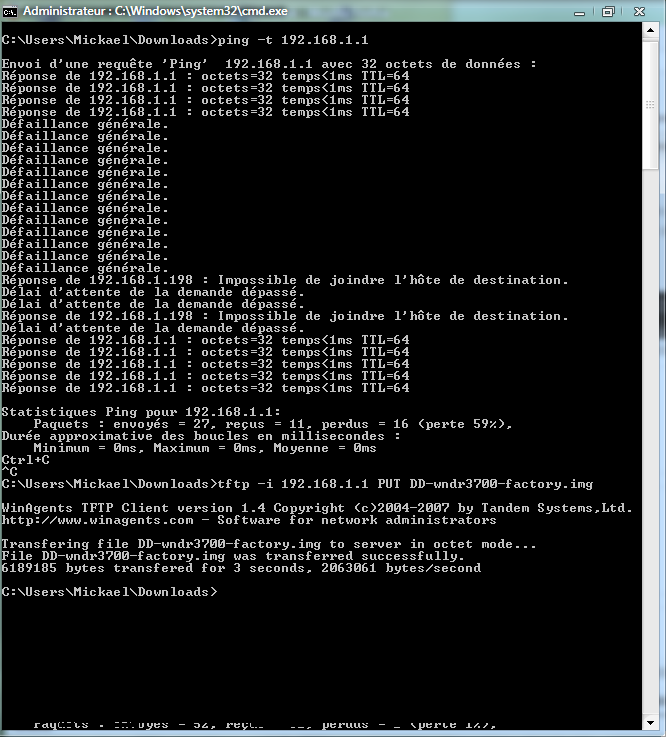 Administrateur : C:\Windows\system32\cmd.exe
C:\Users\Mickael\Downloads>ping -t 192.168.1.1
Envoi d'une requête 'Ping'  192.168.1.1 avec 32 octets de données :
Réponse de 192.168.1.1 : octets=32 temps<1ms TTL=64
Réponse de 192.168.1.1 : octets=32 temps<1ms TTL=64
Réponse de 192.168.1.1 : octets=32 temps<1ms TTL=64
Réponse de 192.168.1.1 : octets=32 temps<1ms TTL=64
Défaillance générale.
Défaillance générale.
Défaillance générale.
Défaillance générale.
Défaillance générale.
Défaillance générale.
Défaillance générale.
Défaillance générale.
Défaillance générale.
Défaillance générale.
Défaillance générale.
Défaillance générale.
Défaillance générale.
Réponse de 192.168.1.198 : Impossible de joindre l'hôte de destination.
Délai d'attente de la demande dépassé.
Délai d'attente de la demande dépassé.
Réponse de 192.168.1.198 : Impossible de joindre l'hôte de destination.
Délai d'attente de la demande dépassé.
Réponse de 192.168.1.1 : octets=32 temps<1ms TTL=64
Réponse de 192.168.1.1 : octets=32 temps<1ms TTL=64
Réponse de 192.168.1.1 : octets=32 temps<1ms TTL=64
Réponse de 192.168.1.1 : octets=32 temps<1ms TTL=64
Réponse de 192.168.1.1 : octets=32 temps<1ms TTL=64
Statistiques Ping pour 192.168.1.1:
    Paquets : envoyés = 27, reçus = 11, perdus = 16 (perte 59%),
Durée approximative des boucles en millisecondes :
    Minimum = 0ms, Maximum = 0ms, Moyenne = 0ms
Ctrl+C
^C
C:\Users\Mickael\Downloads>tftp -i 192.168.1.1 PUT DD-wndr3700-factory.img
WinAgents TFTP Client version 1.4 Copyright (c)2004-2007 by Tandem Systems,Ltd.
http://www.winagents.com - Software for network administrators
Transfering file DD-wndr3700-factory.img to server in octet mode...
File DD-wndr3700-factory.img was transferred successfully.
6189185 bytes transfered for 3 seconds, 2063061 bytes/second
C:\Users\Mickael\Downloads>